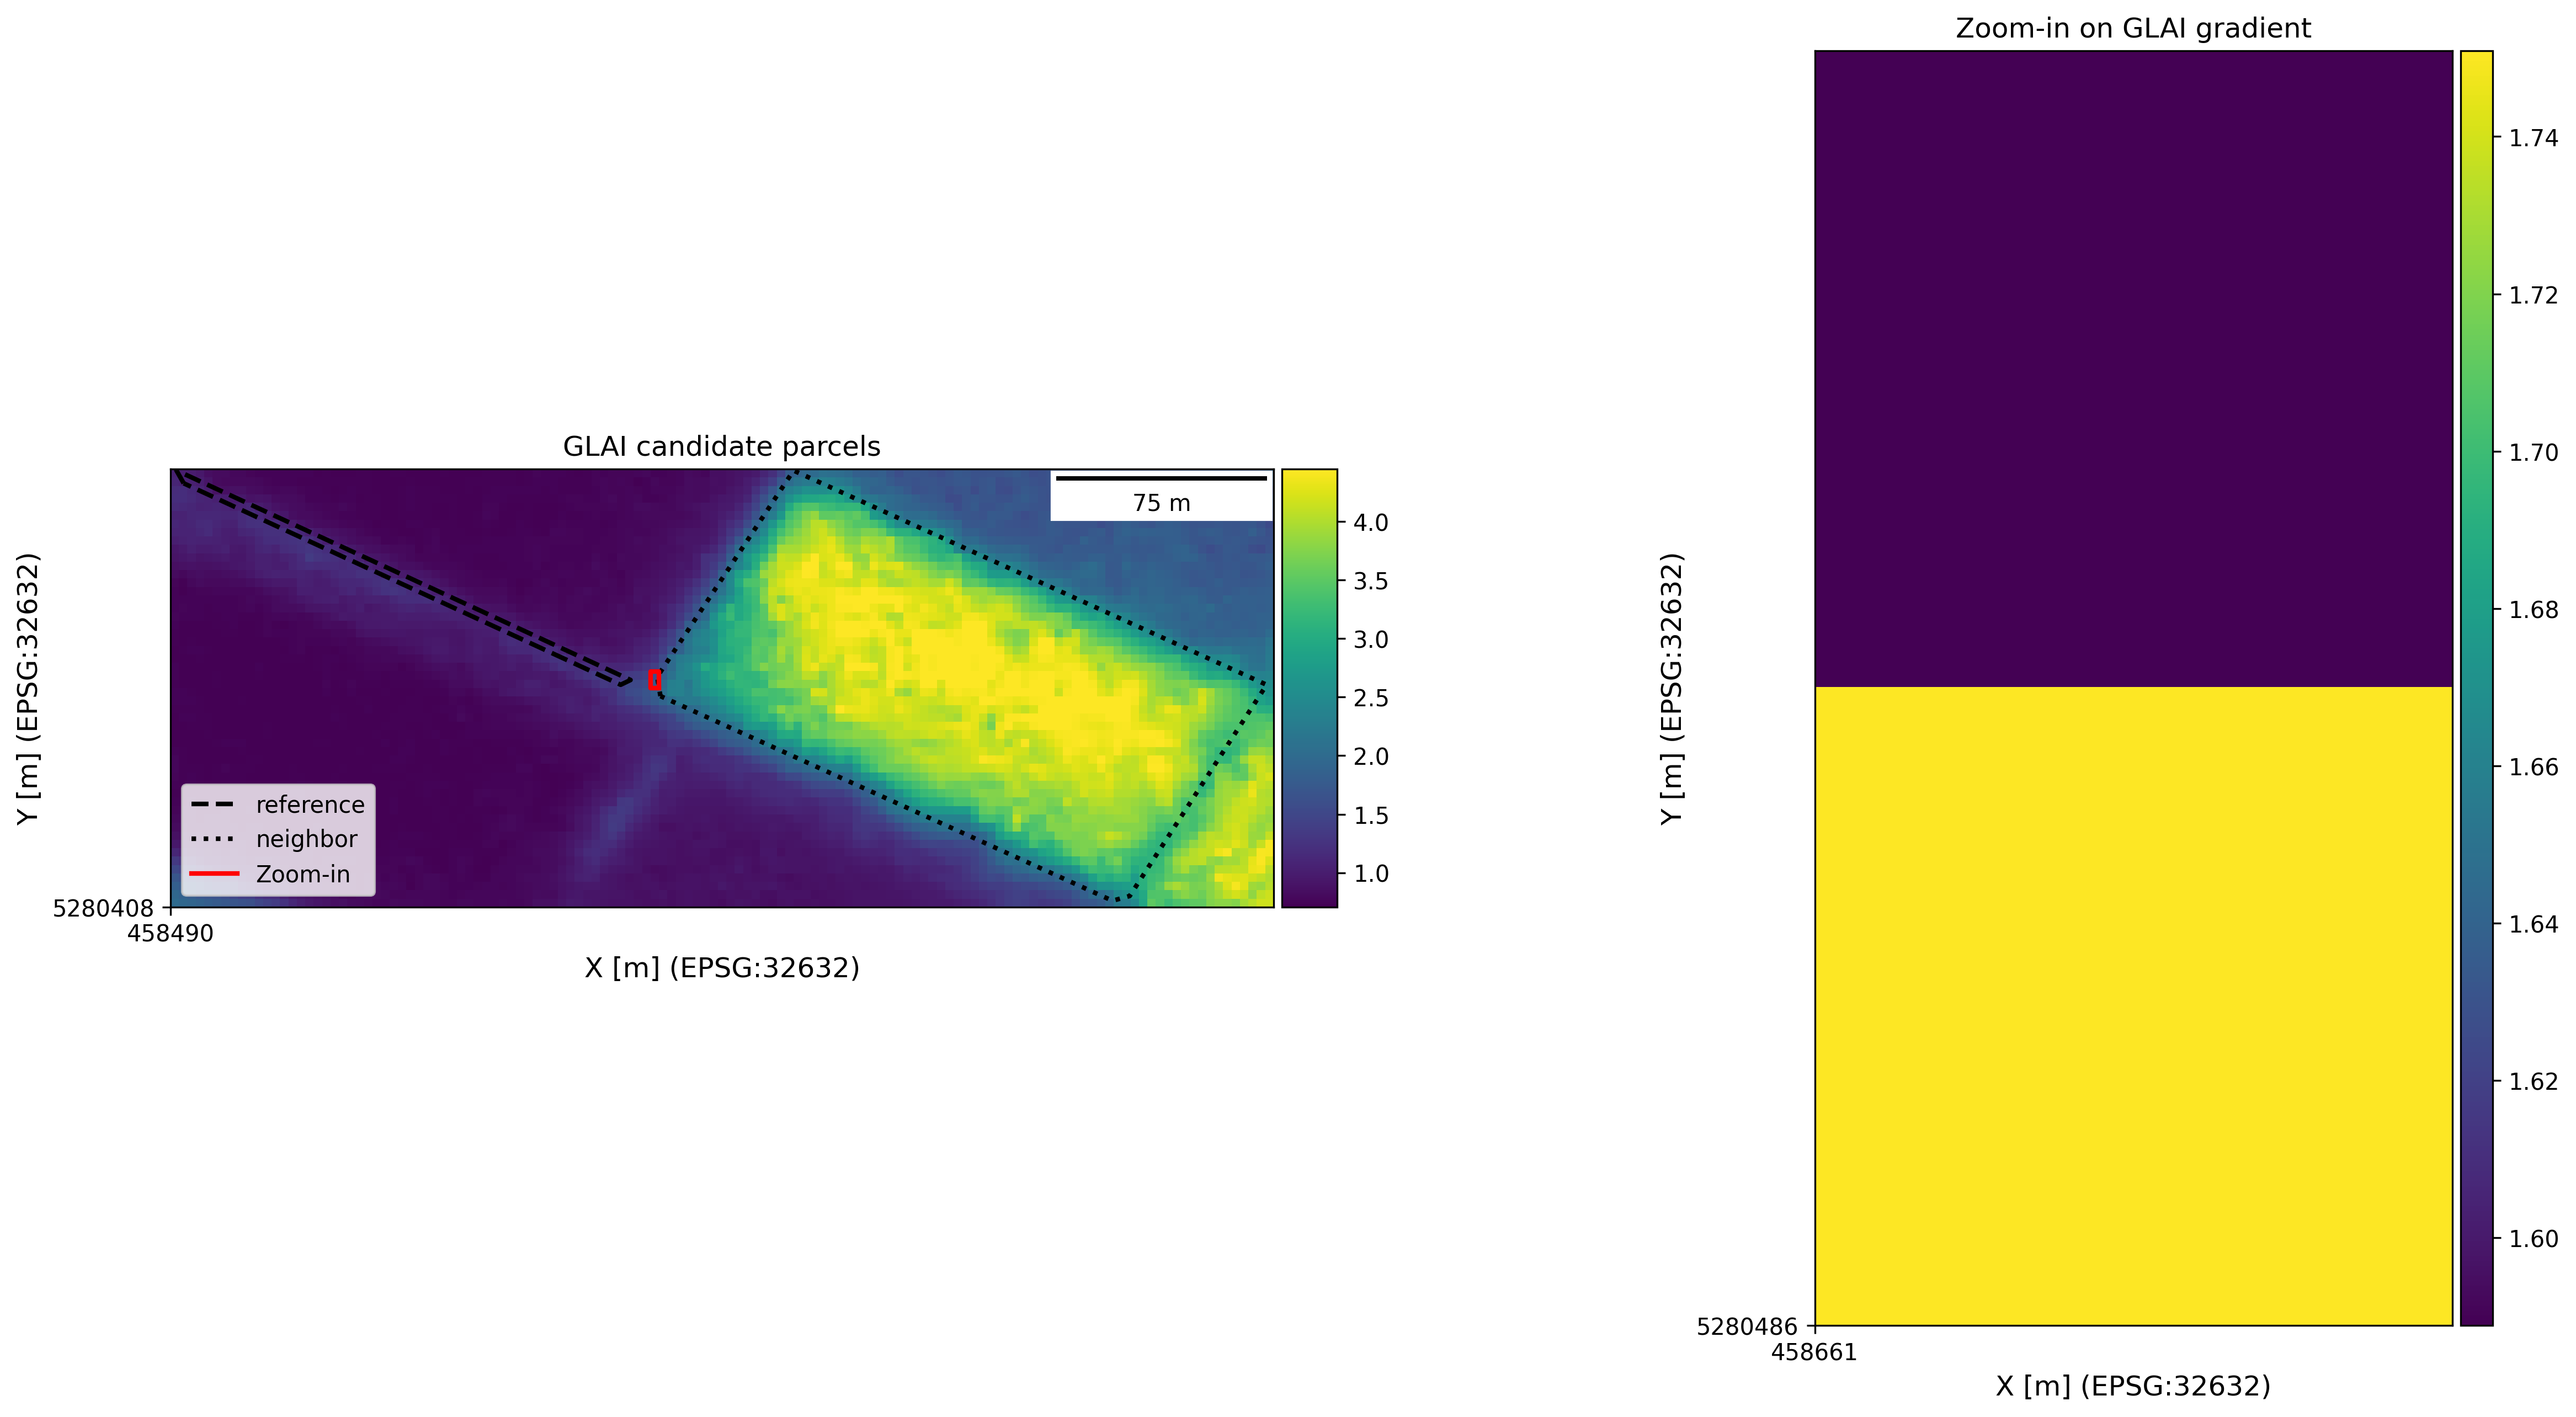 GLAI candidate parcels
75 m
4.0
3.5
3.0
2.5
2.0
1.5
1.0
reference
neighbor
Zoom-in
Y [m] (EPSG:32632)
5280408
458490
X [m] (EPSG:32632)
Zoom-in on GLAI gradient
1.74
1.72
1.70
1.68
1.66
1.64
1.62
1.60
Y [m] (EPSG:32632)
5280486
458661
X [m] (EPSG:32632)